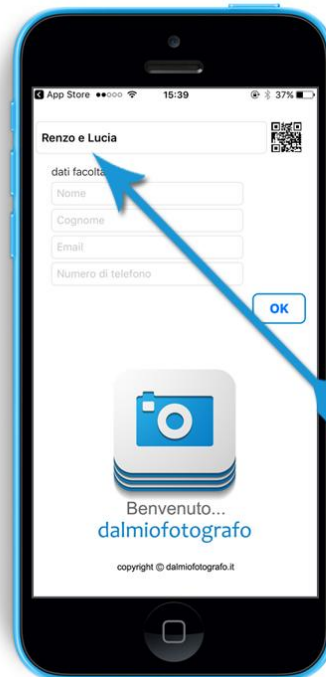 App Store 15:39 37%
Renzo e Lucia
dati facolta
Nome
Cognome
Email
Numero di telefono
OK
Benvenuto...
dalmiofotografo
copyright © dalmiofotografo.it